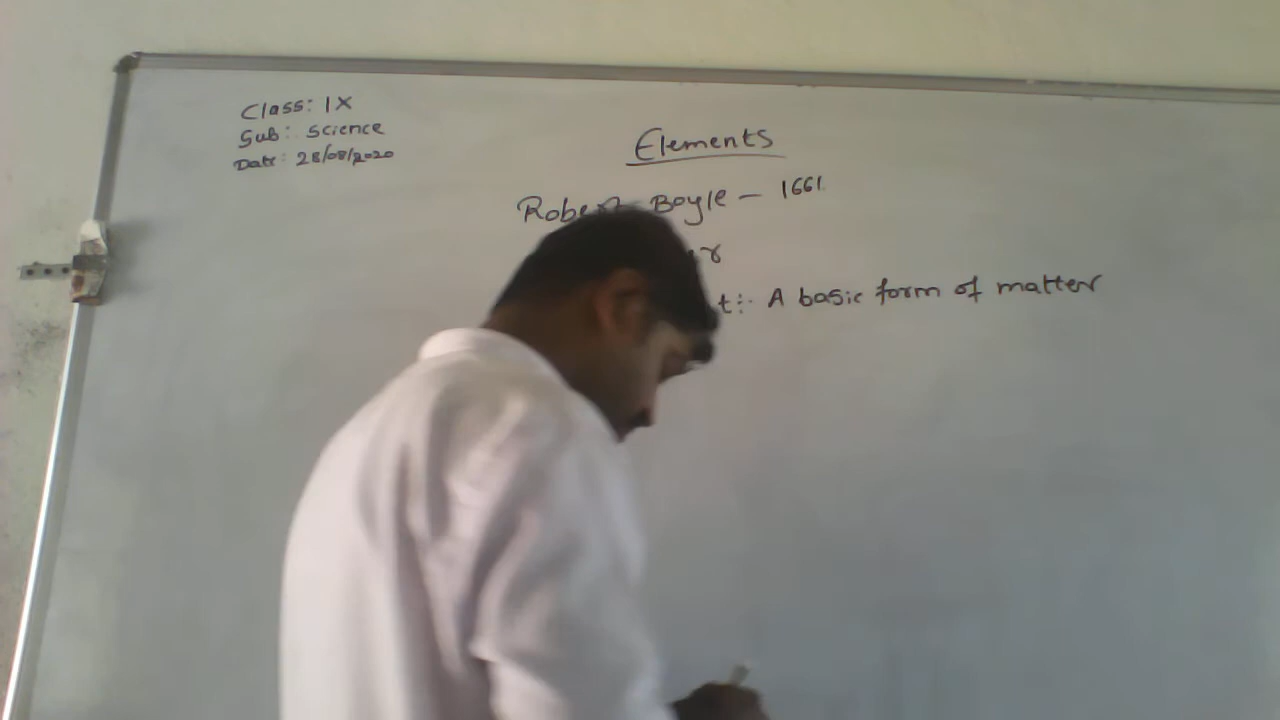 Class: IX
Sub: Science
Date: 28/08/2020
Elements
Robert Boyle - 1661
A basic form of matter